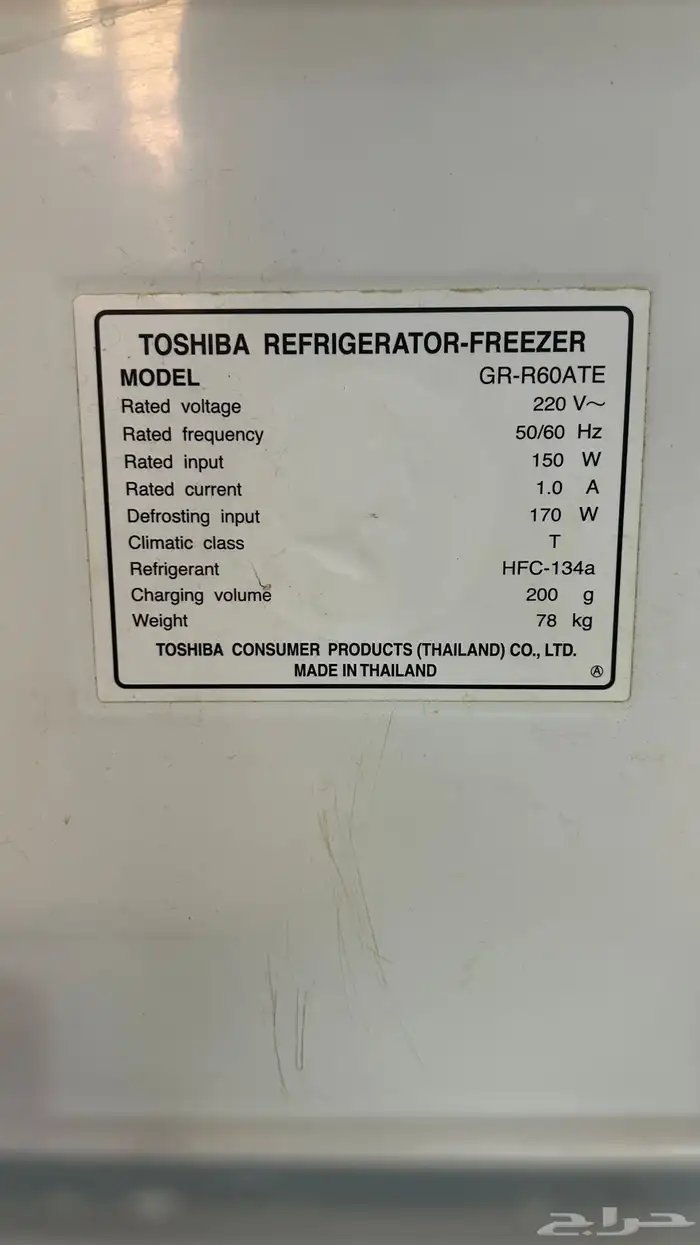 TOSHIBA REFRIGERATOR-FREEZER
MODEL GR-R60ATE
Rated voltage 220 V~
Rated frequency 50/60 Hz
Rated input 150 W
Rated current 1.0 A
Defrosting input 170 W
Climatic class T
Refrigerant HFC-134a
Charging volume 200 g
Weight 78 kg
TOSHIBA CONSUMER PRODUCTS (THAILAND) CO., LTD.
MADE IN THAILAND Ⓐ
حراج